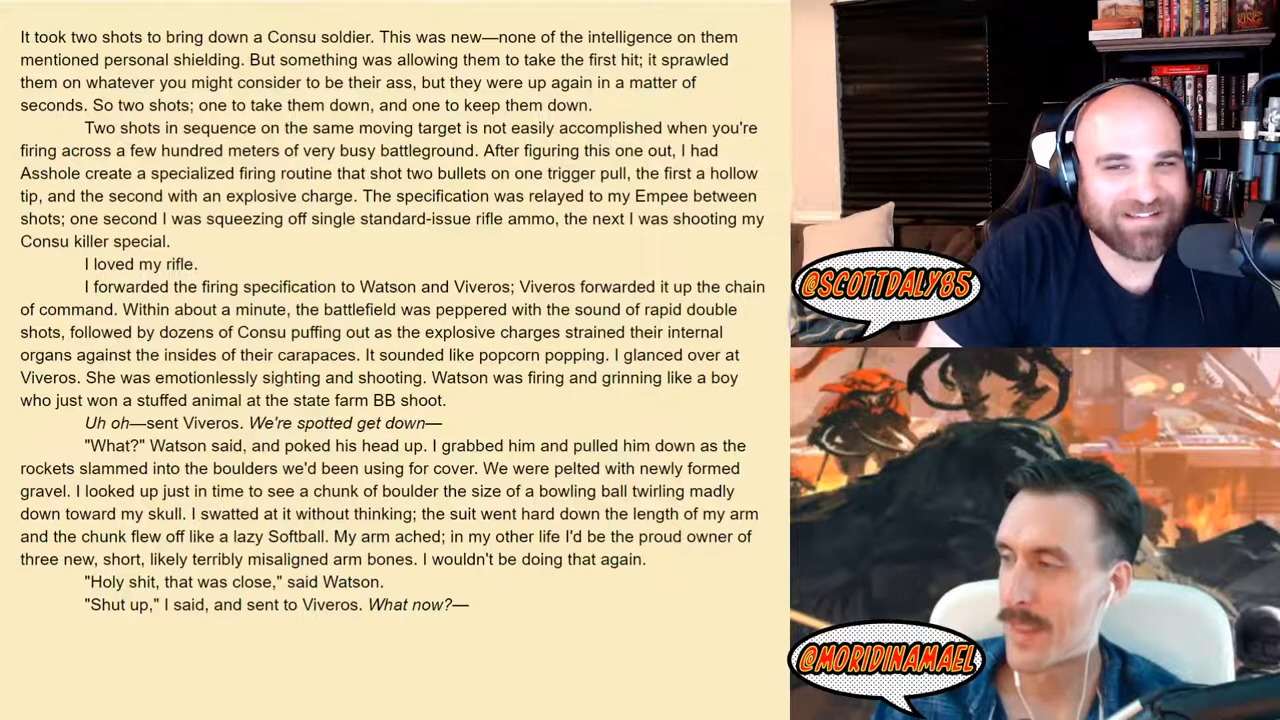 It took two shots to bring down a Consu soldier. This was new—none of the intelligence on them
mentioned personal shielding. But something was allowing them to take the first hit; it sprawled
them on whatever you might consider to be their ass, but they were up again in a matter of
seconds. So two shots; one to take them down, and one to keep them down.
Two shots in sequence on the same moving target is not easily accomplished when you're
firing across a few hundred meters of very busy battleground. After figuring this one out, I had
Asshole create a specialized firing routine that shot two bullets on one trigger pull, the first a hollow
tip, and the second with an explosive charge. The specification was relayed to my Empee between
shots; one second I was squeezing off single standard-issue rifle ammo, the next I was shooting my
Consu killer special.
I loved my rifle.
I forwarded the firing specification to Watson and Viveros; Viveros forwarded it up the chain
of command. Within about a minute, the battlefield was peppered with the sound of rapid double
shots, followed by dozens of Consu puffing out as the explosive charges strained their internal
organs against the insides of their carapaces. It sounded like popcorn popping. I glanced over at
Viveros. She was emotionlessly sighting and shooting. Watson was firing and grinning like a boy
who just won a stuffed animal at the state farm BB shoot.
Uh oh—sent Viveros. We're spotted get down—
"What?" Watson said, and poked his head up. I grabbed him and pulled him down as the
rockets slammed into the boulders we'd been using for cover. We were pelted with newly formed
gravel. I looked up just in time to see a chunk of boulder the size of a bowling ball twirling madly
down toward my skull. I swatted at it without thinking; the suit went hard down the length of my arm
and the chunk flew off like a lazy Softball. My arm ached; in my other life I'd be the proud owner of
three new, short, likely terribly misaligned arm bones. I wouldn't be doing that again.
"Holy shit, that was close," said Watson.
"Shut up," I said, and sent to Viveros. What now?—
@SCOTTDALY85
@MORIDINAMAEL